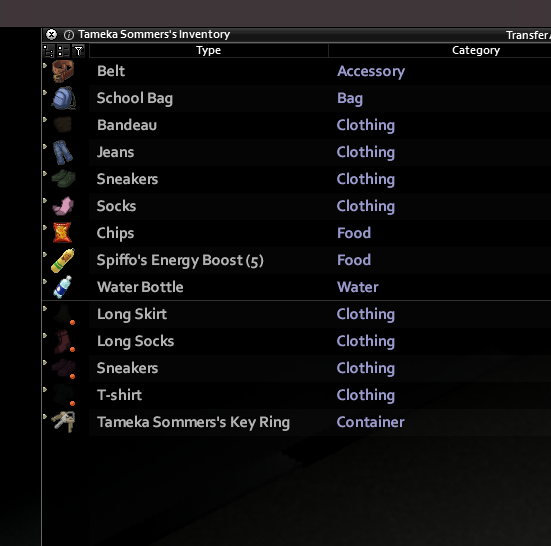 Tameka Sommers's Inventory Transfer
Type Category
Belt Accessory
School Bag Bag
Bandeau Clothing
Jeans Clothing
Sneakers Clothing
Socks Clothing
Chips Food
Spiffo's Energy Boost (5) Food
Water Bottle Water
Long Skirt Clothing
Long Socks Clothing
Sneakers Clothing
T-shirt Clothing
Tameka Sommers's Key Ring Container